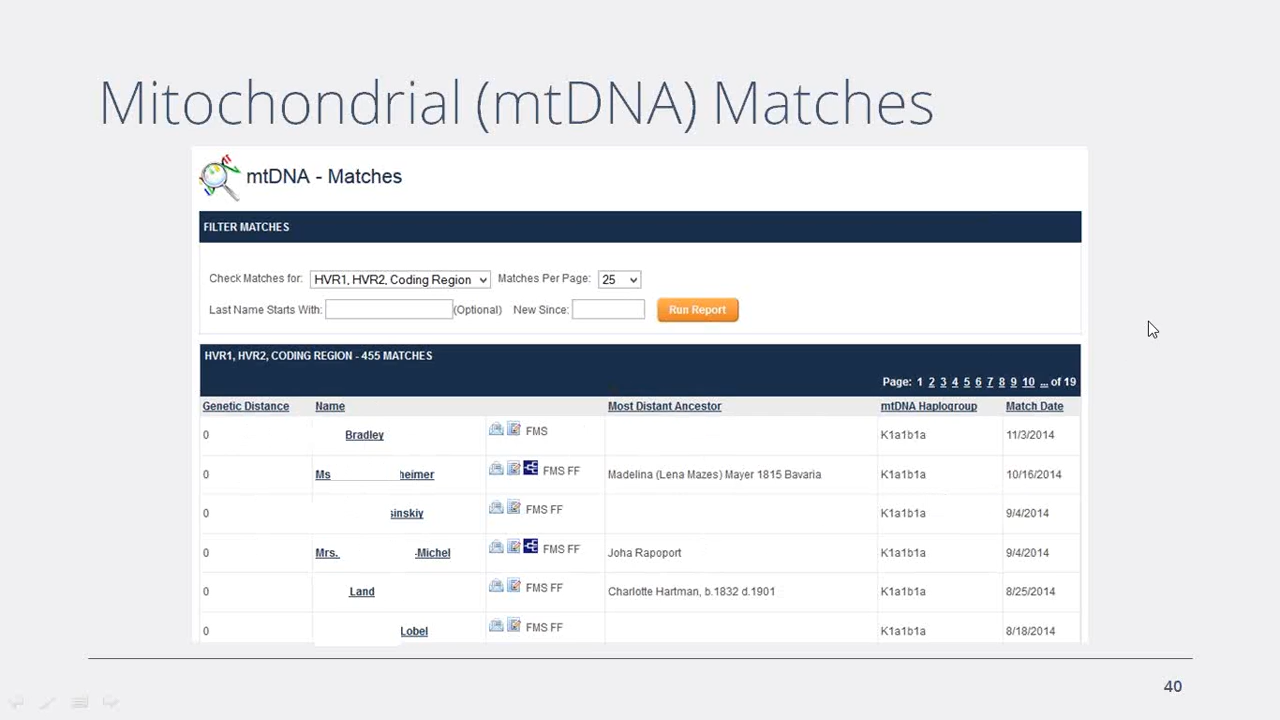 Mitochondrial (mtDNA) Matches
mtDNA - Matches
FILTER MATCHES
Check Matches for: HVR1, HVR2, Coding Region Matches Per Page: 25
Last Name Starts With: (Optional) New Since: Run Report
HVR1, HVR2, CODING REGION - 455 MATCHES
Page: 1 2 3 4 5 6 7 8 9 10 ... of 19
Genetic Distance Name Most Distant Ancestor mtDNA Haplogroup Match Date
0 Bradley FMS K1a1b1a 11/3/2014
0 Ms heimer FMS FF Madelina (Lena Mazes) Mayer 1815 Bavaria K1a1b1a 10/16/2014
0 sinskiy FMS FF K1a1b1a 9/4/2014
0 Mrs. -Michel FMS FF Joha Rapoport K1a1b1a 9/4/2014
0 Land FMS FF Charlotte Hartman, b.1832 d.1901 K1a1b1a 8/25/2014
0 Lobel FMS FF K1a1b1a 8/18/2014
40